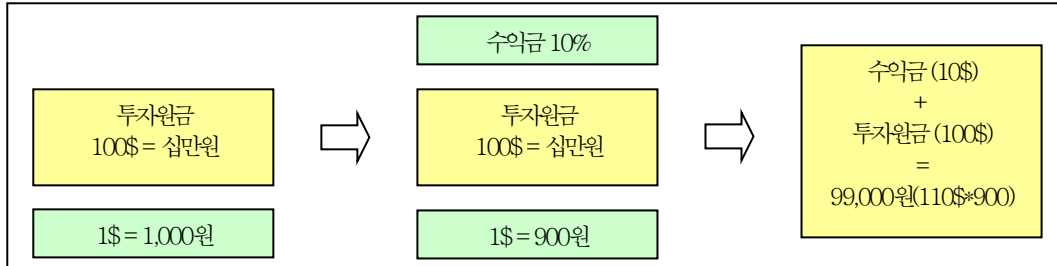 투자원금
100$ = 십만원
1$ = 1,000원
수익금 10%
투자원금
100$ = 십만원
1$ = 900원
수익금 (10$)
+
투자원금 (100$)
=
99,000원(110$*900)